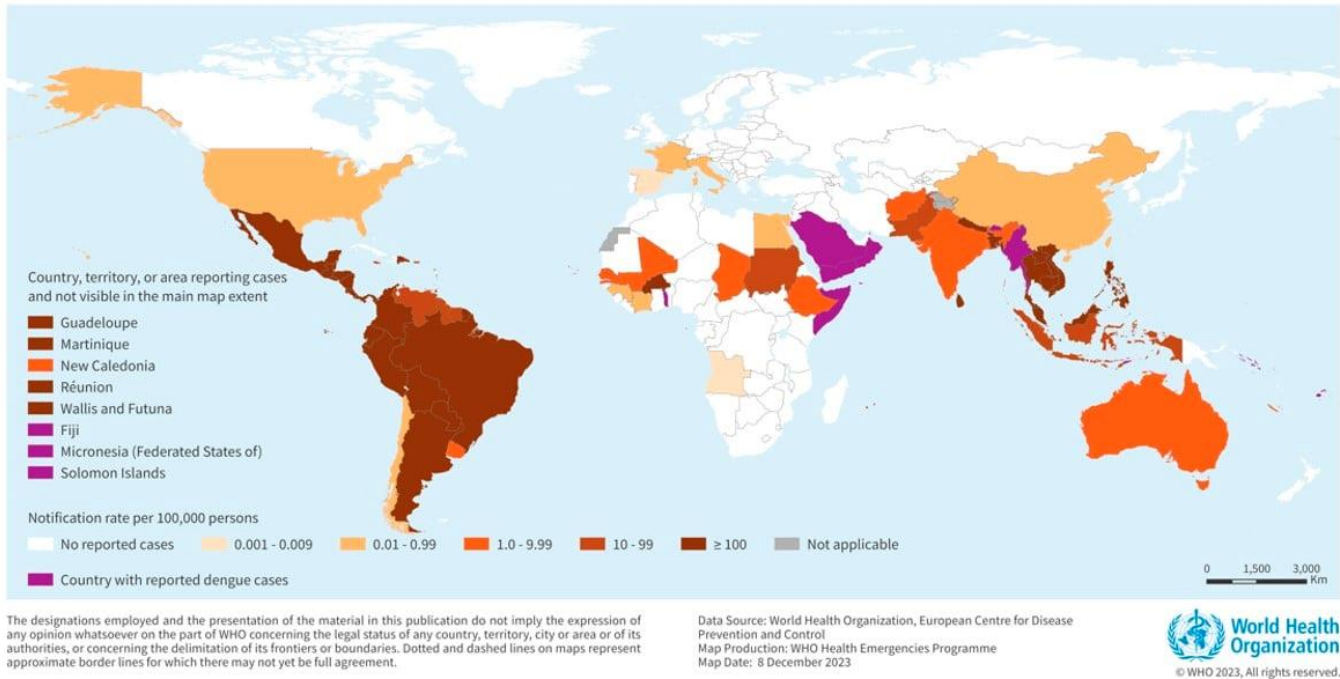 Country, territory, or area reporting cases
and not visible in the main map extent
Guadeloupe
Martinique
New Caledonia
Réunion
Wallis and Futuna
Fiji
Micronesia (Federated States of)
Solomon Islands
Notification rate per 100,000 persons
No reported cases
0.001 - 0.009
0.01 - 0.99
1.0 - 9.99
10 - 99
≥ 100
Not applicable
Country with reported dengue cases
0 1,500 3,000
Km
The designations employed and the presentation of the material in this publication do not imply the expression of
any opinion whatsoever on the part of WHO concerning the legal status of any country, territory, city or area or of its
authorities, or concerning the delimitation of its frontiers or boundaries. Dotted and dashed lines on maps represent
approximate border lines for which there may not yet be full agreement.
Data Source: World Health Organization, European Centre for Disease
Prevention and Control
Map Production: WHO Health Emergencies Programme
Map Date: 8 December 2023
World Health
Organization
© WHO 2023, All rights reserved.